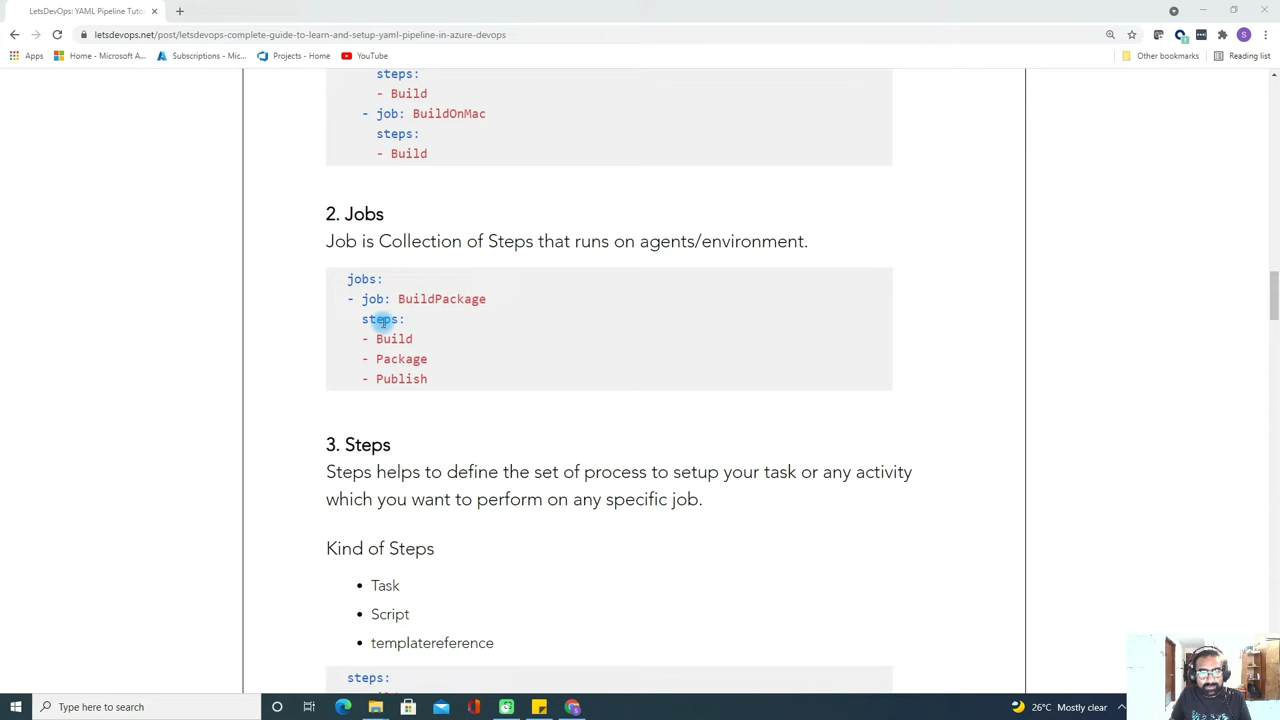 LetsDevOps: YAML Pipeline Tuto
letsdevops.net/post/letsdevops-complete-guide-to-learn-and-setup-yaml-pipeline-in-azure-devops
S
Apps
Home - Microsoft A...
Subscriptions - Mic...
Projects - Home
YouTube
Other bookmarks
Reading list
steps:
- Build
- job: BuildOnMac
steps:
- Build
2. Jobs
Job is Collection of Steps that runs on agents/environment.
jobs:
- job: BuildPackage
steps:
- Build
- Package
- Publish
3. Steps
Steps helps to define the set of process to setup your task or any activity
which you want to perform on any specific job.
Kind of Steps
• Task
• Script
• templatereference
steps:
Type here to search
26°C Mostly clear